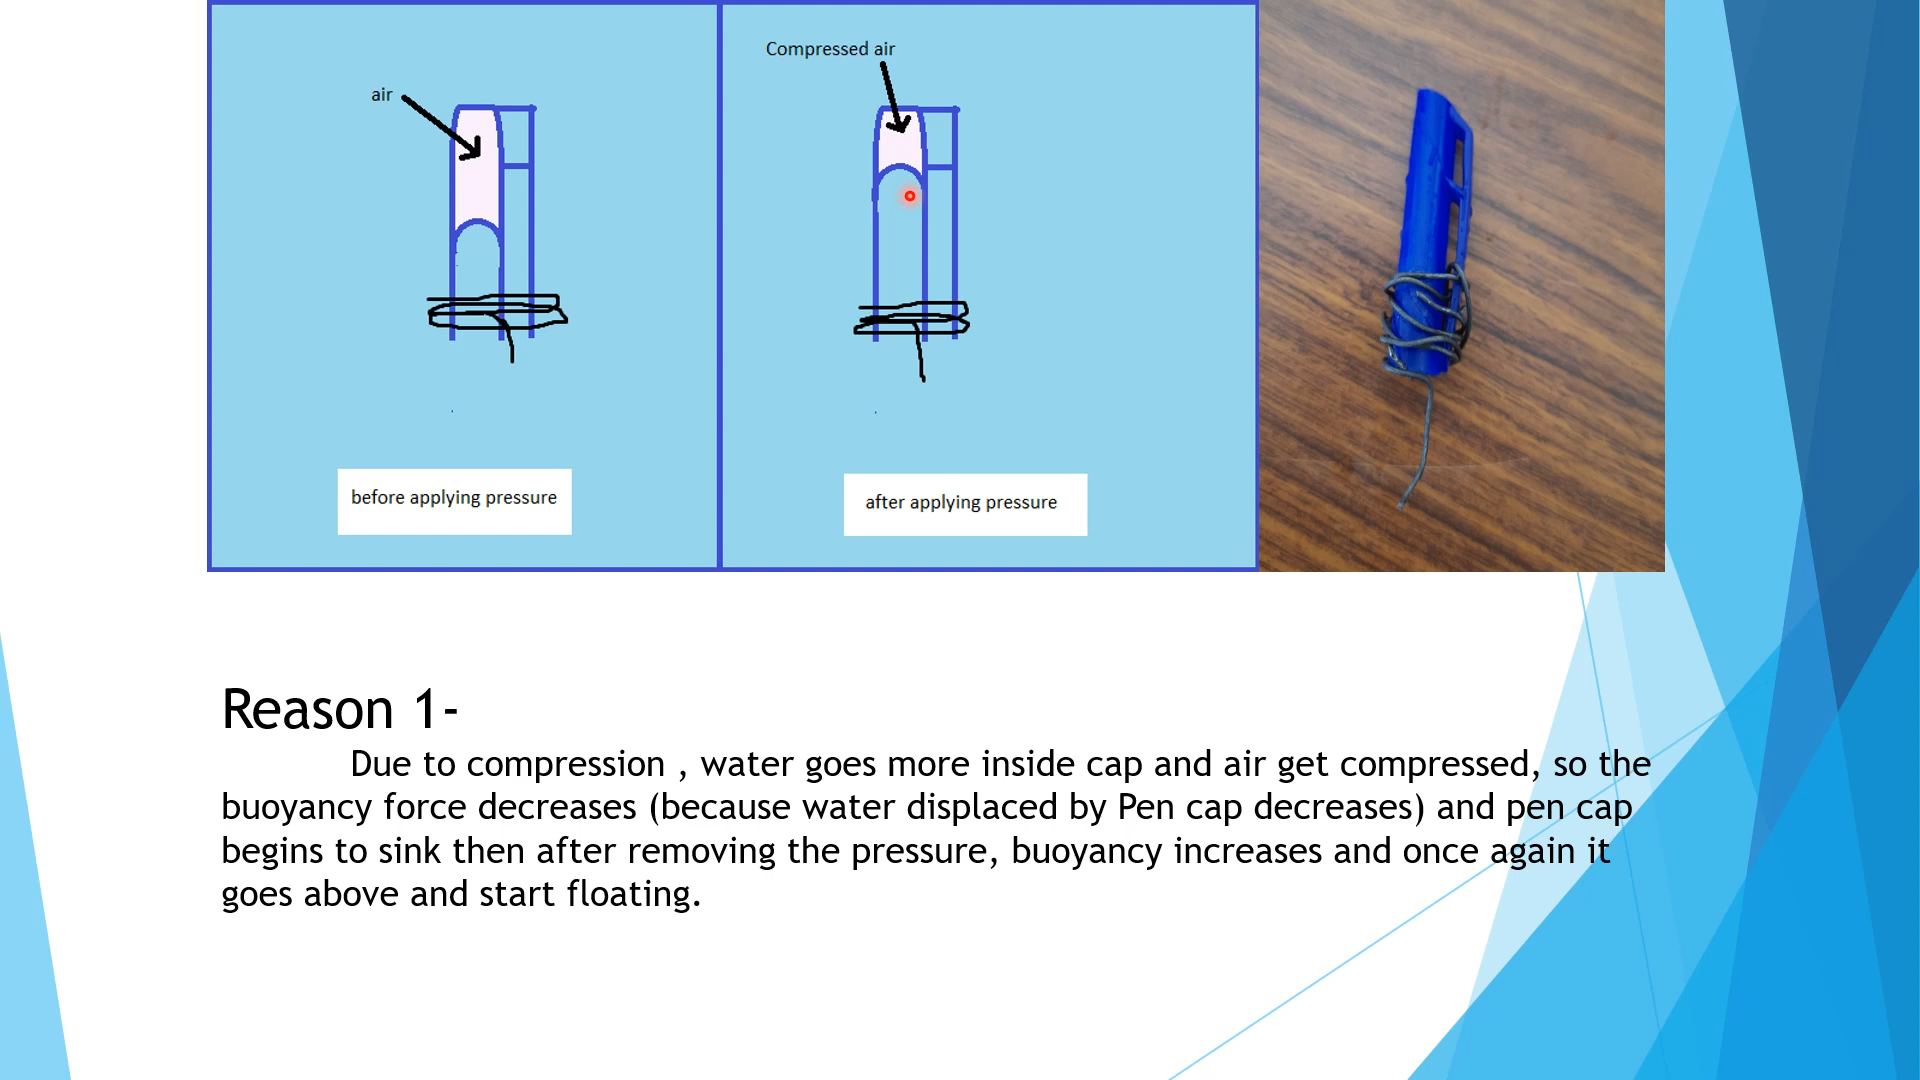 Compressed air
air
before applying pressure
after applying pressure
Reason 1-
Due to compression , water goes more inside cap and air get compressed, so the
buoyancy force decreases (because water displaced by Pen cap decreases) and pen cap
begins to sink then after removing the pressure, buoyancy increases and once again it
goes above and start floating.